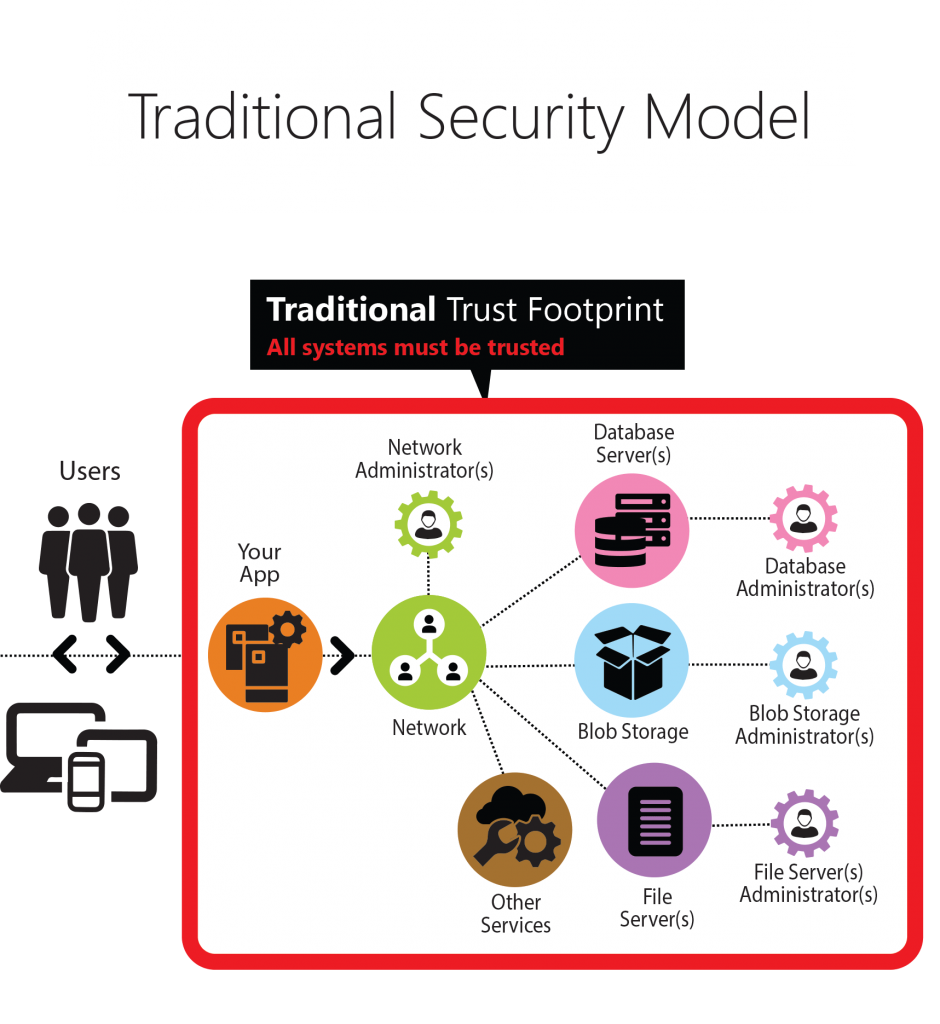 Traditional Security Model
Traditional Trust Footprint
All systems must be trusted
Users
Your
App
Network
Administrator(s)
Network
Database
Server(s)
Database
Administrator(s)
Blob Storage
Blob Storage
Administrator(s)
Other
Services
File
Server(s)
File Server(s)
Administrator(s)